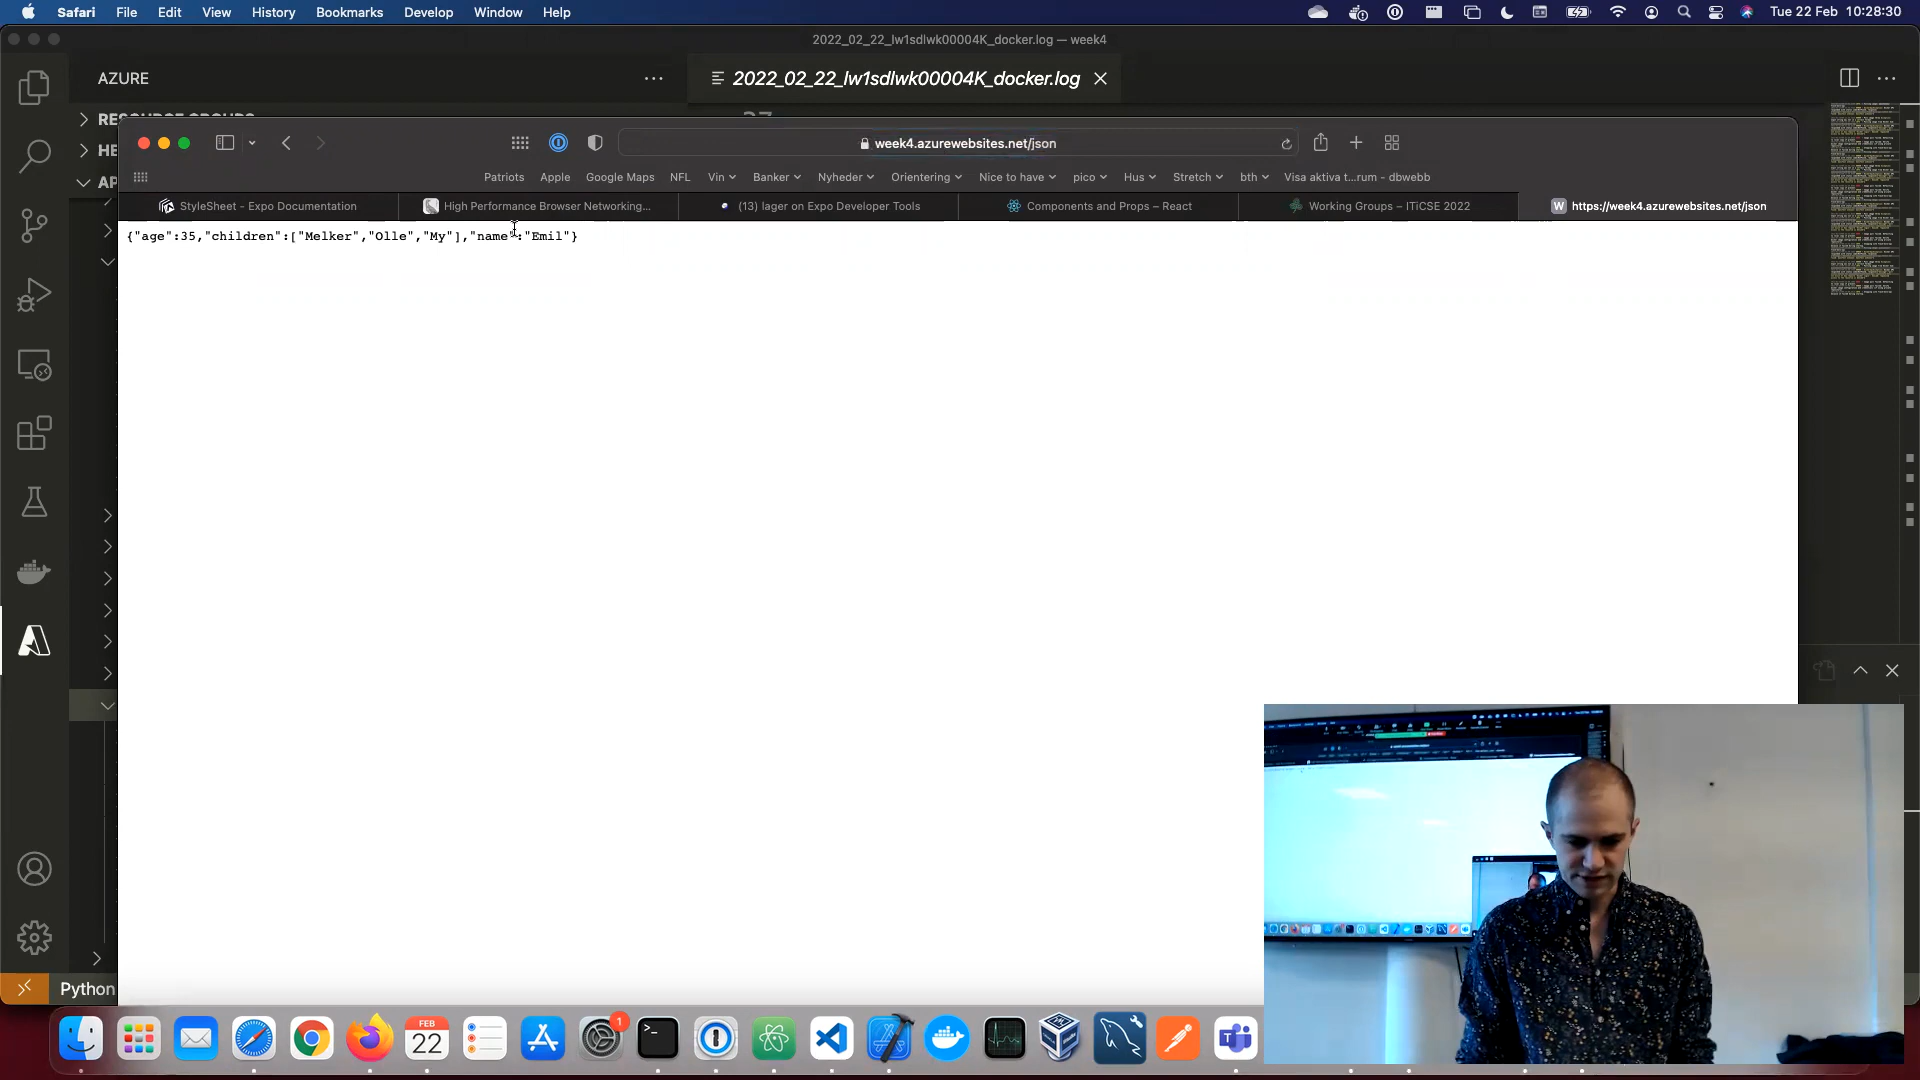 Safari File Edit View History Bookmarks Develop Window Help Tue 22 Feb 10:28:30
2022_02_22_lw1sdlwk00004K_docker.log — week4
AZURE
2022_02_22_lw1sdlwk00004K_docker.log
RESOURCE GROUPS
HE
AP
week4.azurewebsites.net/json
Patriots Apple Google Maps NFL Vin Banker Nyheder Orientering Nice to have pico Hus Stretch bth Visa aktiva t...rum - dbwebb
StyleSheet - Expo Documentation High Performance Browser Networking... (13) lager on Expo Developer Tools Components and Props – React Working Groups – ITiCSE 2022 W https://week4.azurewebsites.net/json
{"age":35,"children":["Melker","Olle","My"],"name":"Emil"}
Python
1
FEB
22